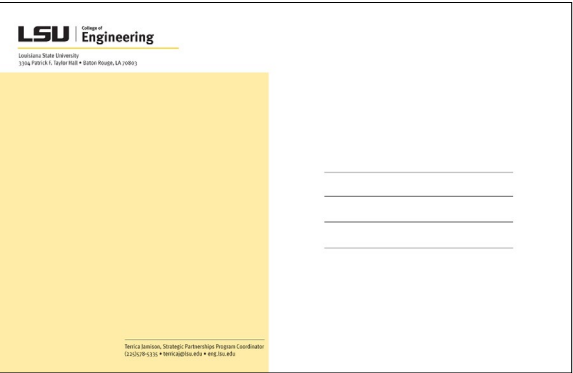 LSU College of
Engineering
Louisiana State University
3304 Patrick F. Taylor Hall • Baton Rouge, LA 70803
Terrica Jamison, Strategic Partnerships Program Coordinator
(225)578-5335 • terricaj@lsu.edu • eng.lsu.edu